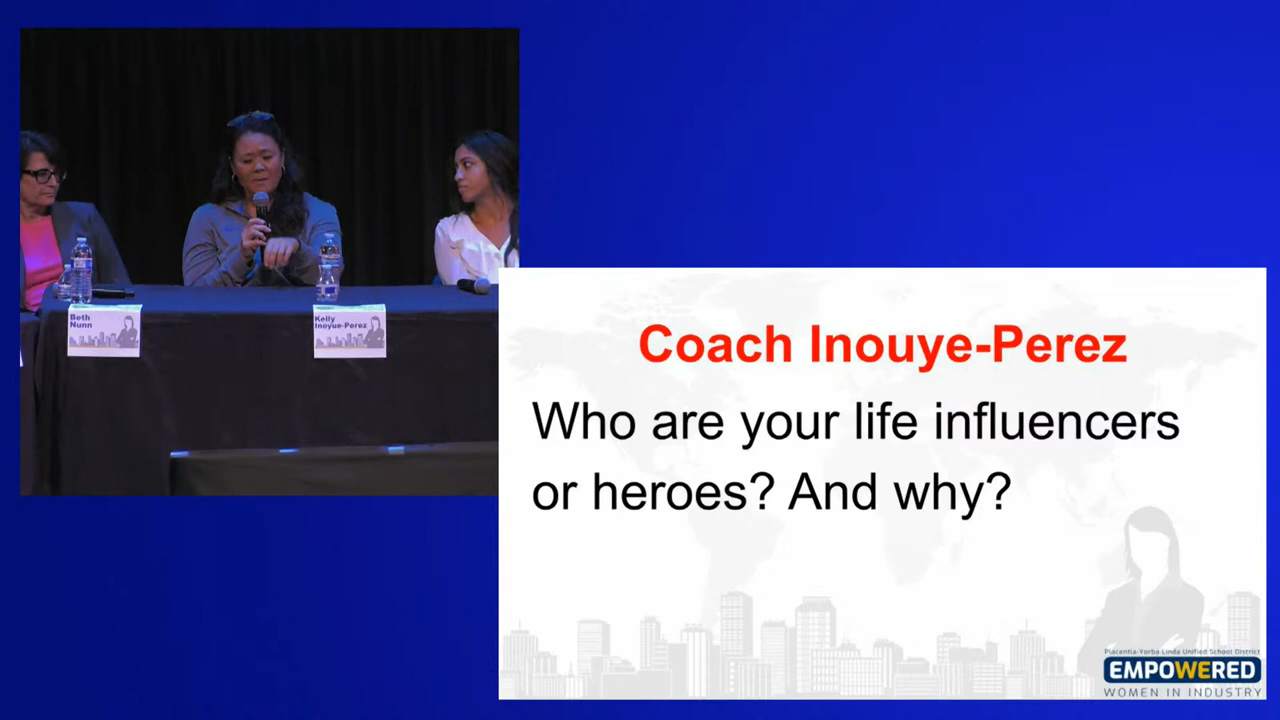 Beth
Nunn
Kelly
Inoyue-Perez
Coach Inouye-Perez
Who are your life influencers
or heroes? And why?
Placentia-Yorba Linda Unified School District
EMPOWERED
WOMEN IN INDUSTRY